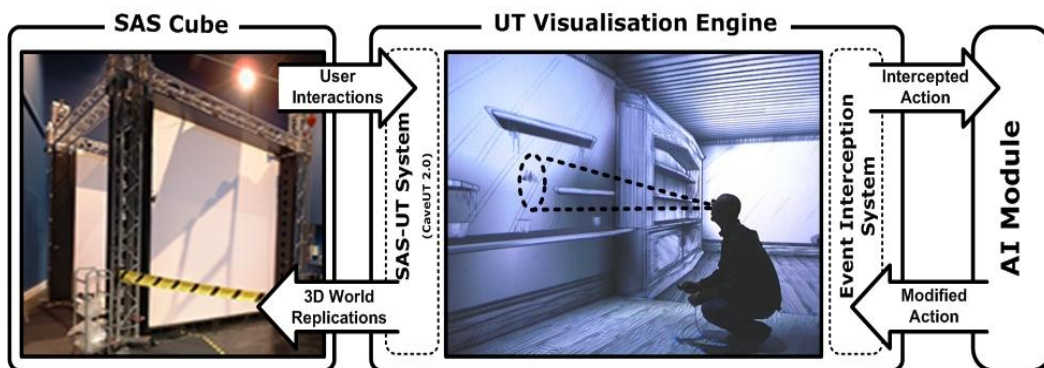 SAS Cube
UT Visualisation Engine
User
Interactions
3D World
Replications
SAS-UT System
(CaveUT 2.0)
Event Interception
System
Intercepted
Action
Modified
Action
AI Module